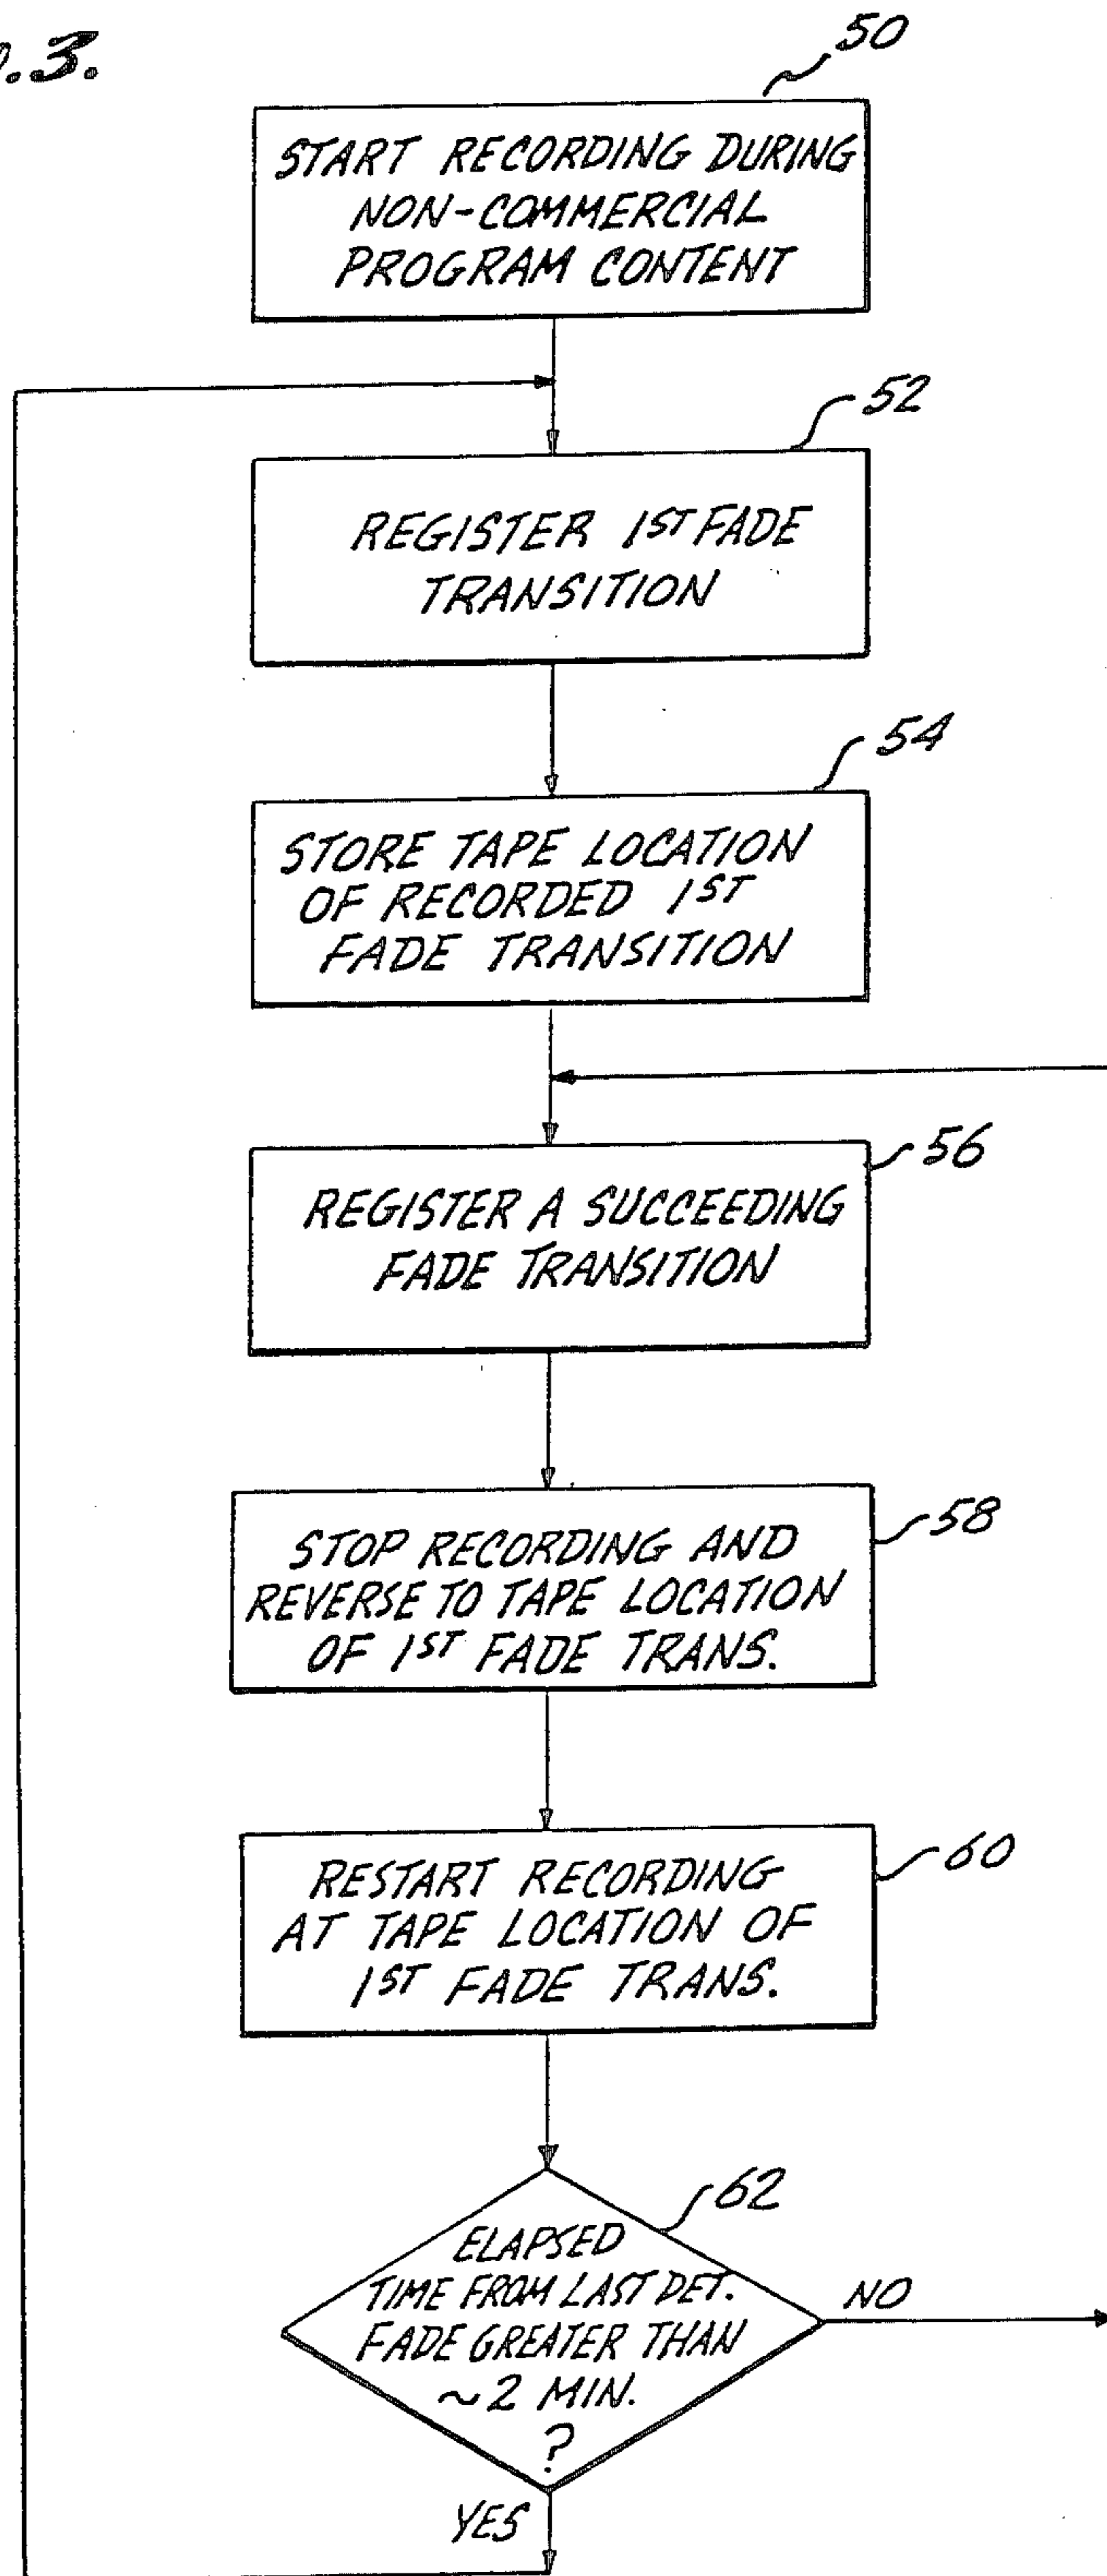 .3.
50
START RECORDING DURING
NON-COMMERCIAL
PROGRAM CONTENT
52
REGISTER 1ST FADE
TRANSITION
54
STORE TAPE LOCATION
OF RECORDED 1ST
FADE TRANSITION
56
REGISTER A SUCCEEDING
FADE TRANSITION
58
STOP RECORDING AND
REVERSE TO TAPE LOCATION
OF 1ST FADE TRANS.
60
RESTART RECORDING
AT TAPE LOCATION OF
1ST FADE TRANS.
62
ELAPSED
TIME FROM LAST DET.
FADE GREATER THAN
~2 MIN.
?
NO
YES